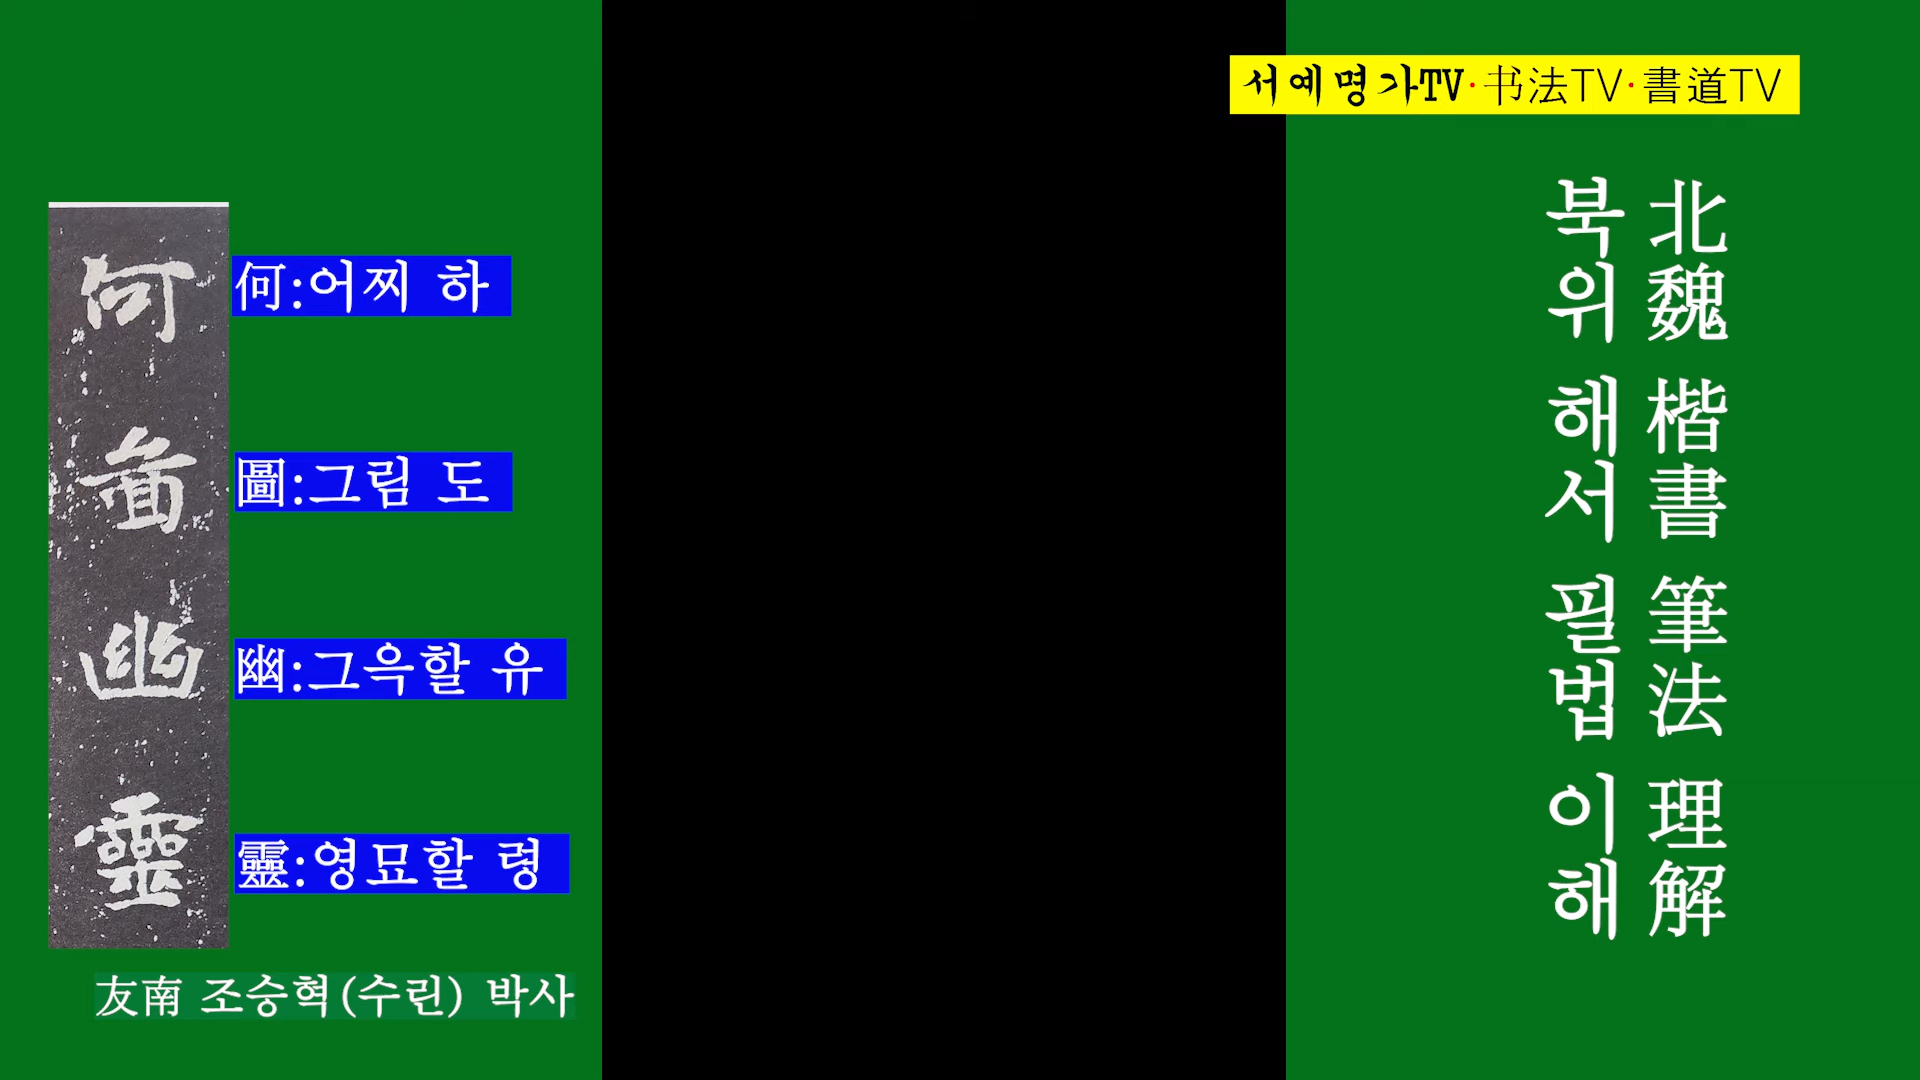 서예명가TV·书法TV·書道TV
北魏 楷書 筆法 理解
북위 해서 필법 이해
何
圖
幽
靈
何:어찌 하
圖:그림 도
幽:그윽할 유
靈:영묘할 령
友南 조승혁(수린) 박사